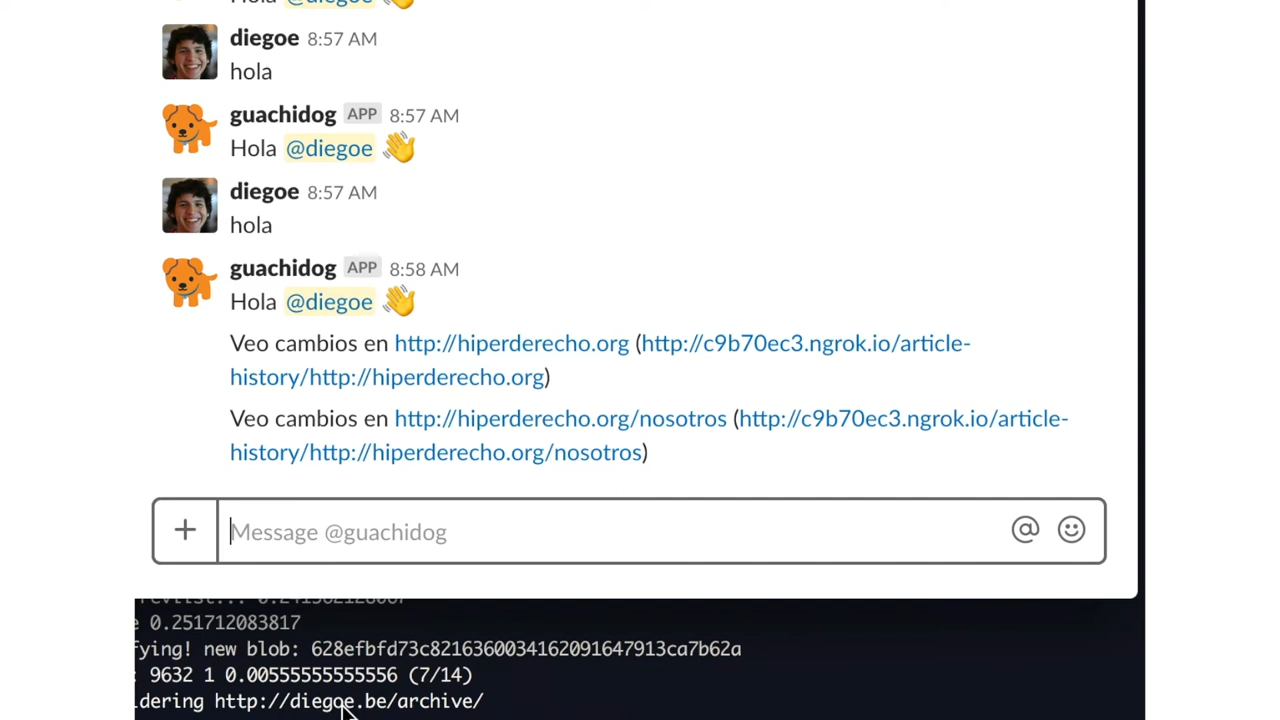 Hola @diegoe
diegoe 8:57 AM
hola
guachidog APP 8:57 AM
Hola @diegoe 👋
diegoe 8:57 AM
hola
guachidog APP 8:58 AM
Hola @diegoe 👋
Veo cambios en http://hiperderecho.org (http://c9b70ec3.ngrok.io/article-
history/http://hiperderecho.org)
Veo cambios en http://hiperderecho.org/nosotros (http://c9b70ec3.ngrok.io/article-
history/http://hiperderecho.org/nosotros)
Message @guachidog
e 0.251712083817
fying! new blob: 628efbfd73c8216360034162091647913ca7b62a
: 9632 1 0.00555555555556 (7/14)
dering http://diegoe.be/archive/